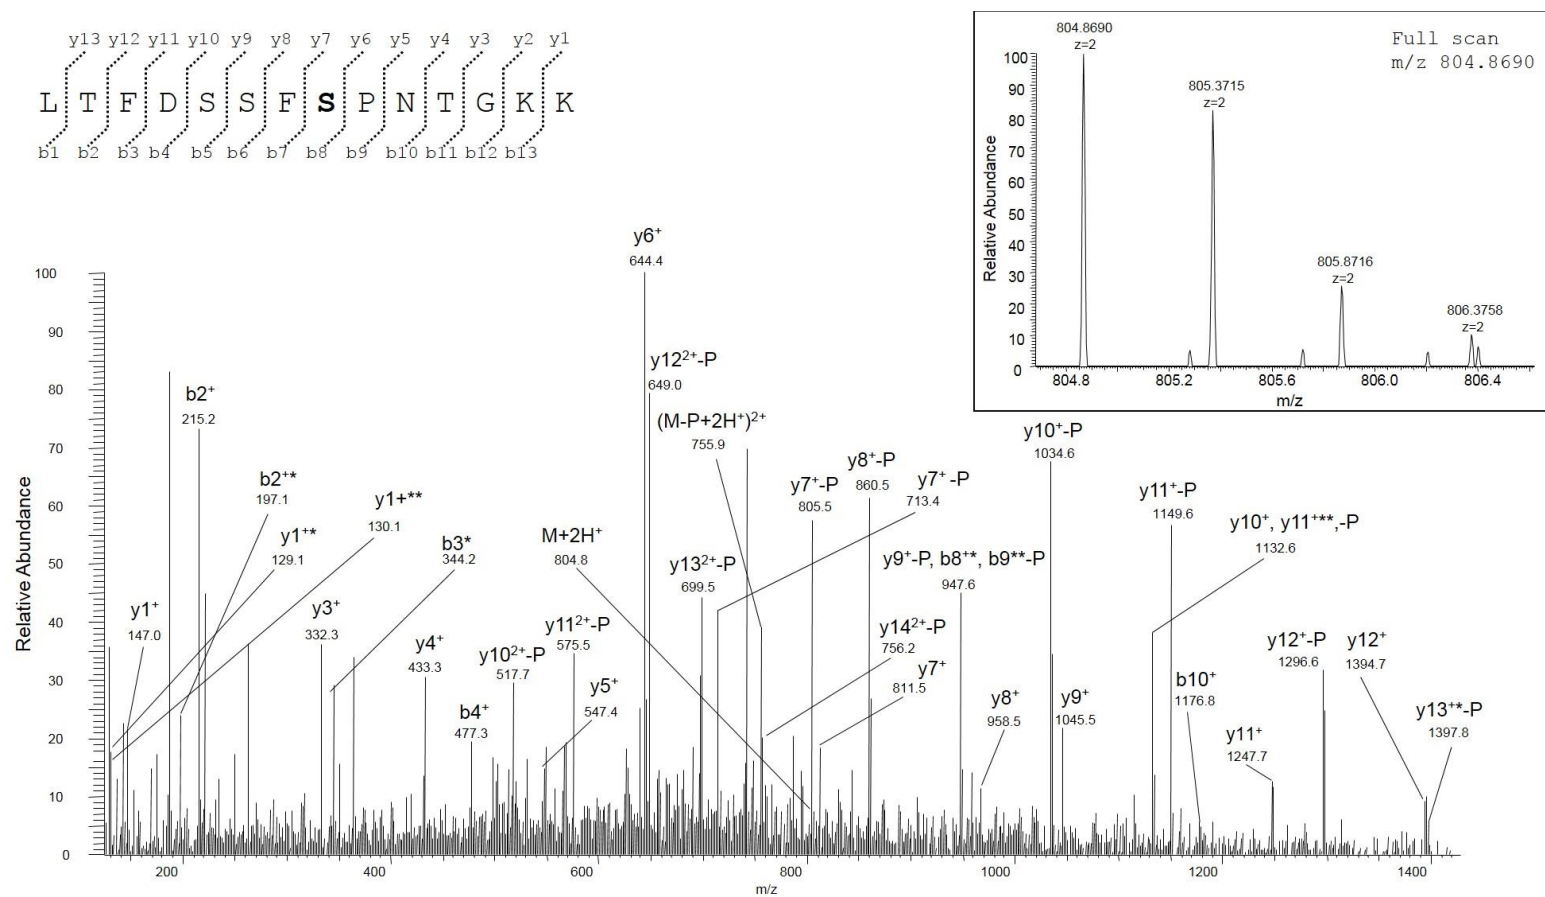 y13 y12 y11 y10 y9 y8 y7 y6 y5 y4 y3 y2 y1
L T F D S S F S P N T G K K
b1 b2 b3 b4 b5 b6 b7 b8 b9 b10 b11 b12 b13
804.8690
z=2
Full scan
m/z 804.8690
805.3715
z=2
805.8716
z=2
806.3758
z=2
Relative Abundance
100
90
80
70
60
50
40
30
20
10
0
804.8 805.2 805.6 806.0 806.4
m/z
Relative Abundance
100
90
80
70
60
50
40
30
20
10
0
y1⁺
147.0
y1⁺*
129.1
b2⁺*
197.1
b2⁺
215.2
y1+**
130.1
y3⁺
332.3
b3*
344.2
y4⁺
433.3
b4⁺
477.3
y10²⁺-P
517.7
y5⁺
547.4
y11²⁺-P
575.5
M+2H⁺
804.8
y6⁺
644.4
y12²⁺-P
649.0
(M-P+2H⁺)²⁺
755.9
y13²⁺-P
699.5
y7⁺-P
805.5
y8⁺-P
860.5
y7⁺ -P
713.4
y14²⁺-P
756.2
y7⁺
811.5
y9⁺-P, b8⁺*, b9**-P
947.6
y8⁺
958.5
y10⁺-P
1034.6
y9⁺
1045.5
y11⁺-P
1149.6
y10⁺, y11⁺**,-P
1132.6
b10⁺
1176.8
y11⁺
1247.7
y12⁺-P
1296.6
y12⁺
1394.7
y13⁺*-P
1397.8
200 400 600 800 1000 1200 1400
m/z